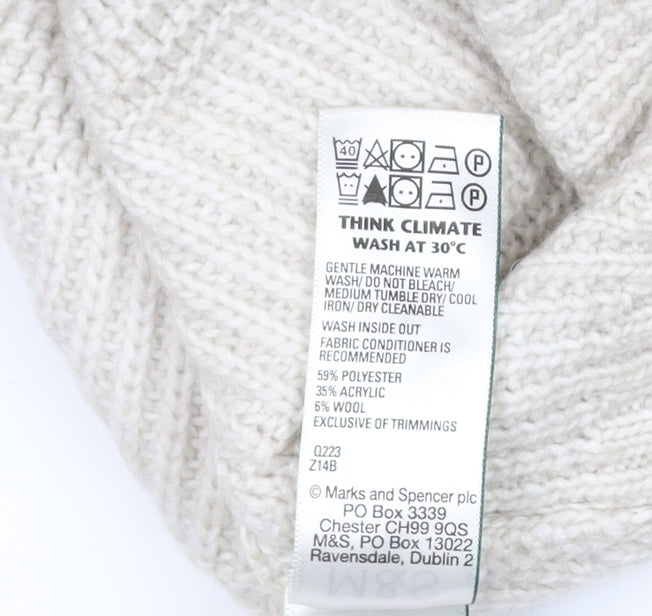 40 P
P
THINK CLIMATE
WASH AT 30°C
GENTLE MACHINE WARM
WASH/ DO NOT BLEACH/
MEDIUM TUMBLE DRY/ COOL
IRON/ DRY CLEANABLE
WASH INSIDE OUT
FABRIC CONDITIONER IS
RECOMMENDED
59% POLYESTER
35% ACRYLIC
6% WOOL
EXCLUSIVE OF TRIMMINGS
Q223
Z14B
© Marks and Spencer plc
PO Box 3339
Chester CH99 9QS
M&S, PO Box 13022
Ravensdale, Dublin 2
M&S